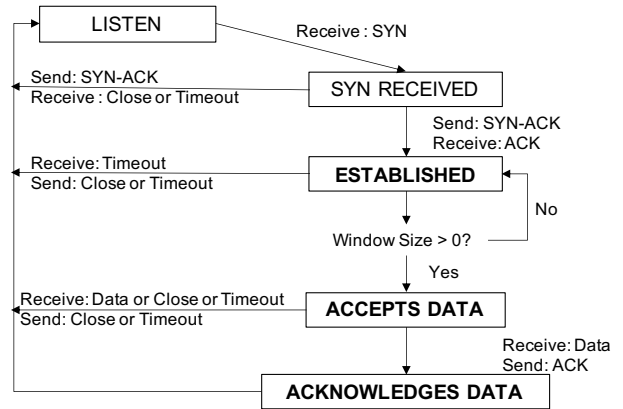 LISTEN
Receive : SYN
Send: SYN-ACK
Receive : Close or Timeout
SYN RECEIVED
Send: SYN-ACK
Receive: ACK
Receive: Timeout
Send: Close or Timeout
ESTABLISHED
No
Window Size > 0?
Yes
Receive: Data or Close or Timeout
Send: Close or Timeout
ACCEPTS DATA
Receive: Data
Send: ACK
ACKNOWLEDGES DATA